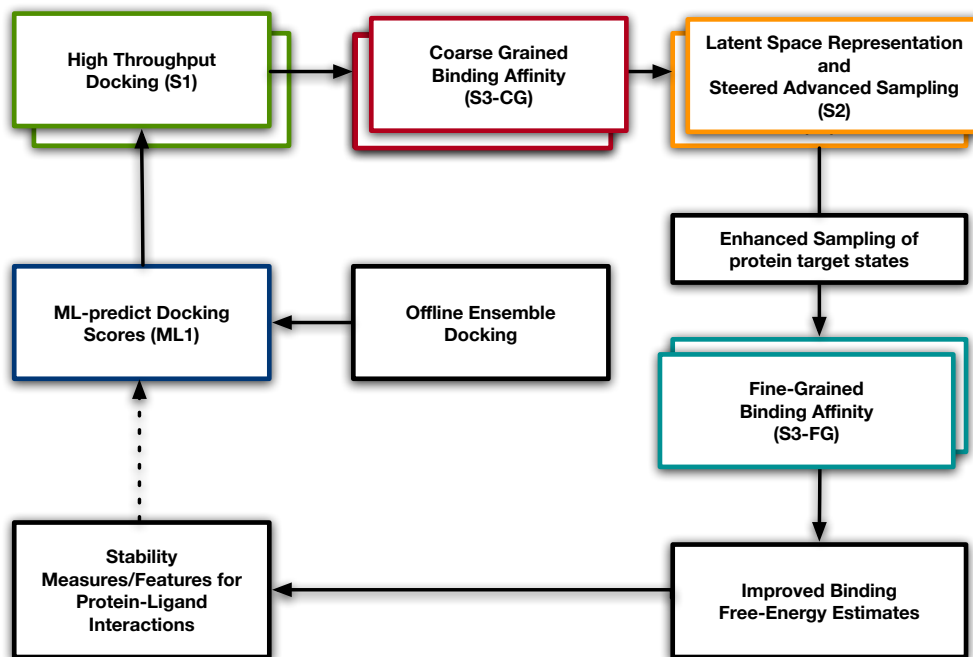 High Throughput
Docking (S1)
Coarse Grained
Binding Affinity
(S3-CG)
Latent Space Representation
and
Steered Advanced Sampling
(S2)
Enhanced Sampling of
protein target states
ML-predict Docking
Scores (ML1)
Offline Ensemble
Docking
Fine-Grained
Binding Affinity
(S3-FG)
Stability
Measures/Features for
Protein-Ligand
Interactions
Improved Binding
Free-Energy Estimates